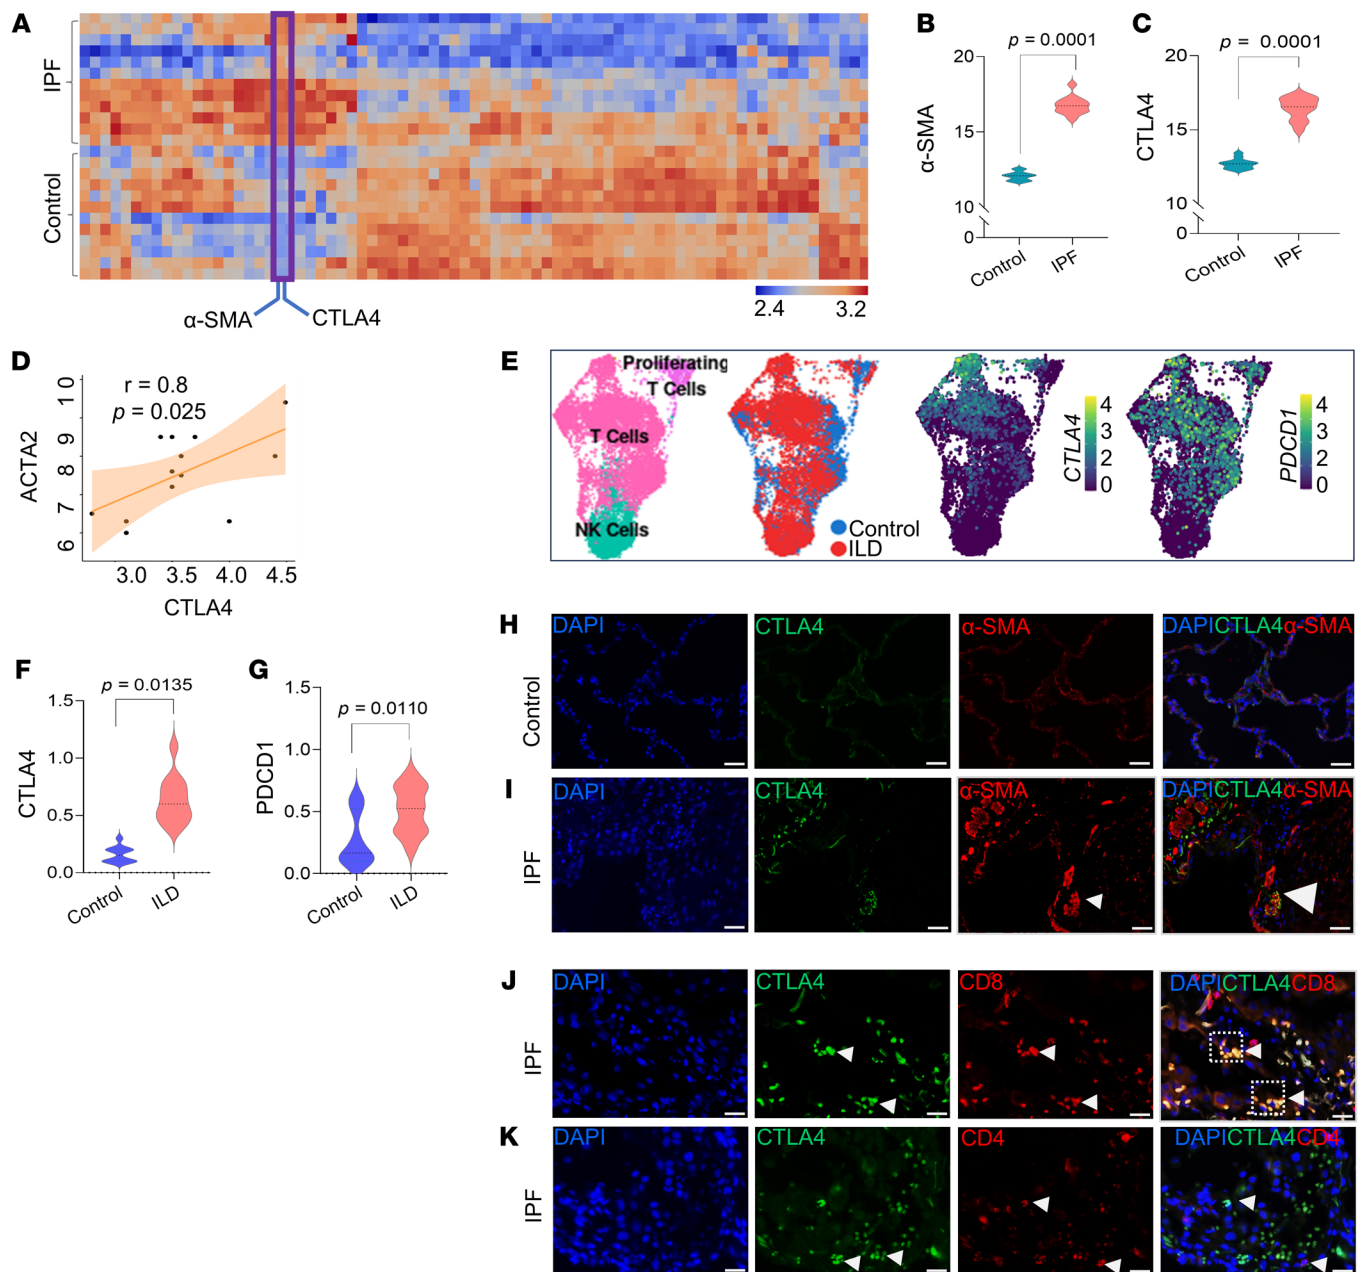 A
IPF
Control
α-SMA
CTLA4
2.4
3.2
B
p = 0.0001
20
15
10
0
α-SMA
Control
IPF
C
p = 0.0001
20
15
10
0
CTLA4
Control
IPF
D
r = 0.8
p = 0.025
ACTA2
10
9
8
7
6
3.0
3.5
4.0
4.5
CTLA4
E
Proliferating
T Cells
T Cells
NK Cells
Control
ILD
CTLA4
4
3
2
1
0
PDCD1
4
3
2
1
0
F
p = 0.0135
1.5
1.0
0.5
0.0
CTLA4
Control
ILD
G
p = 0.0110
1.5
1.0
0.5
0.0
PDCD1
Control
ILD
H
Control
DAPI
CTLA4
α-SMA
DAPICTLA4α-SMA
I
IPF
DAPI
CTLA4
α-SMA
DAPICTLA4α-SMA
J
IPF
DAPI
CTLA4
CD8
DAPICTLA4CD8
K
IPF
DAPI
CTLA4
CD4
DAPICTLA4CD4